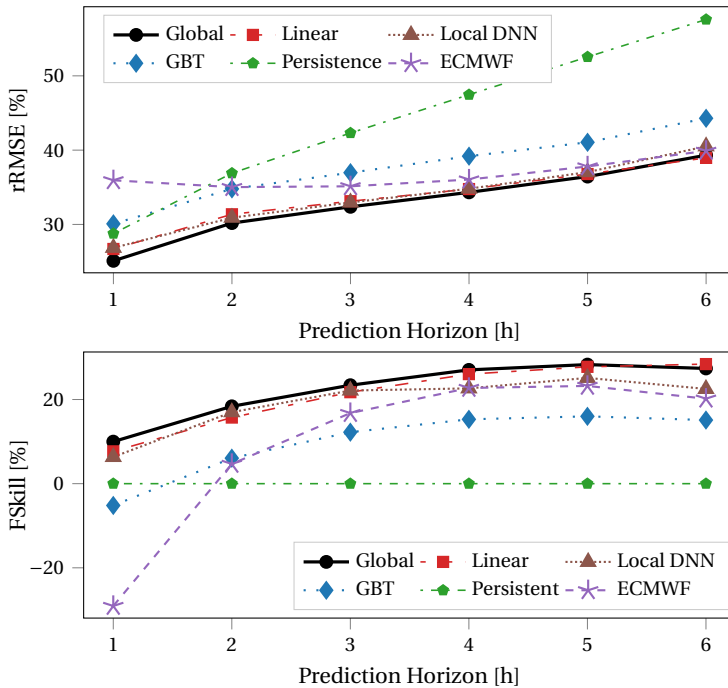 Global Linear Local DNN
GBT Persistence ECMWF
rRMSE [%]
50
40
30
1 2 3 4 5 6
Prediction Horizon [h]
FSkill [%]
20
0
−20
Global Linear Local DNN
GBT Persistent ECMWF
1 2 3 4 5 6
Prediction Horizon [h]